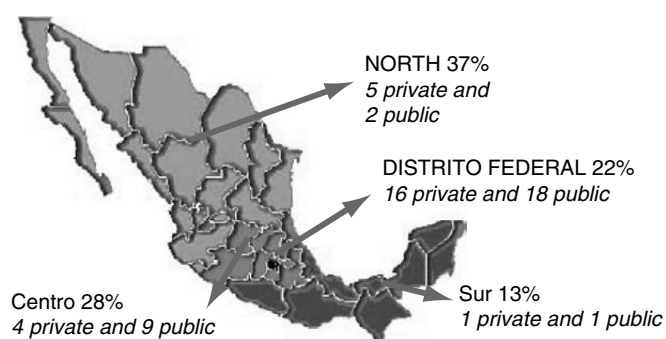 NORTH 37%
5 private and
2 public
DISTRITO FEDERAL 22%
16 private and 18 public
Centro 28%
4 private and 9 public
Sur 13%
1 private and 1 public